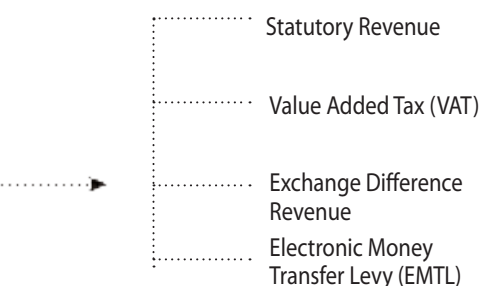 Statutory Revenue
Value Added Tax (VAT)
Exchange Difference
Revenue
Electronic Money
Transfer Levy (EMTL)